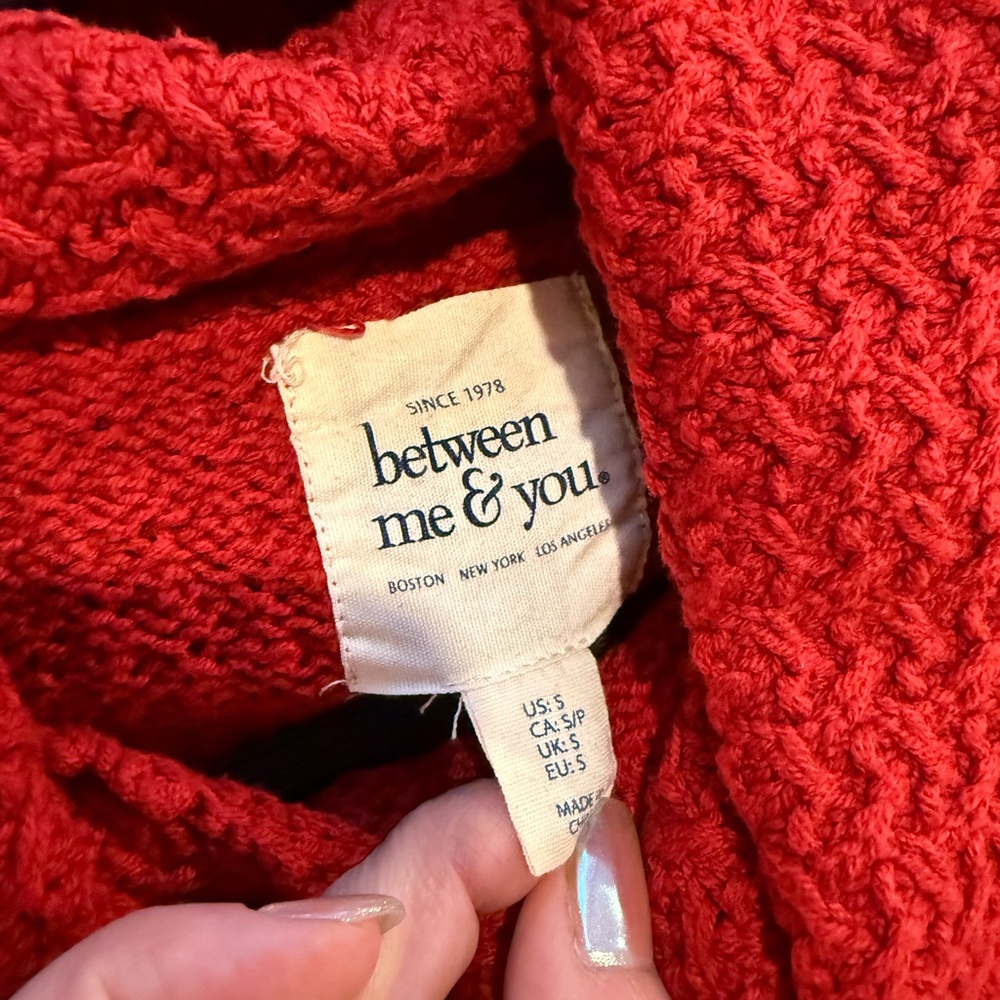 SINCE 1978
between
me & you®
BOSTON NEW YORK LOS ANGELES
US: S
CA: S/P
UK: S
EU: S
MADE